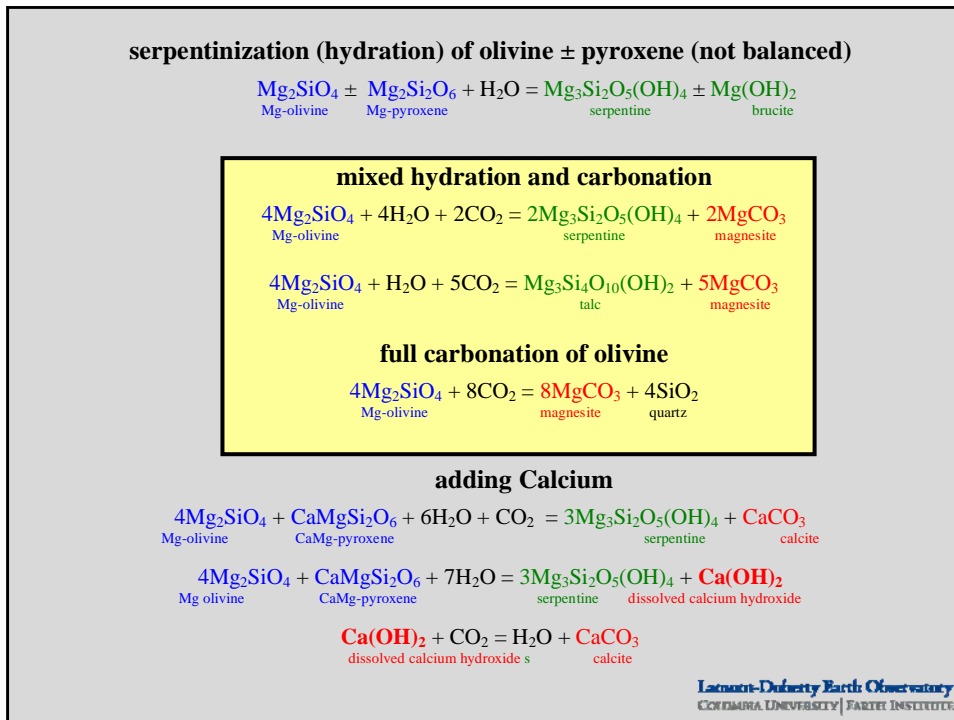 serpentinization (hydration) of olivine ± pyroxene (not balanced)
Mg₂SiO₄ ± Mg₂Si₂O₆ + H₂O = Mg₃Si₂O₅(OH)₄ ± Mg(OH)₂
Mg-olivine Mg-pyroxene serpentine brucite
mixed hydration and carbonation
4Mg₂SiO₄ + 4H₂O + 2CO₂ = 2Mg₃Si₂O₅(OH)₄ + 2MgCO₃
Mg-olivine serpentine magnesite
4Mg₂SiO₄ + H₂O + 5CO₂ = Mg₃Si₄O₁₀(OH)₂ + 5MgCO₃
Mg-olivine talc magnesite
full carbonation of olivine
4Mg₂SiO₄ + 8CO₂ = 8MgCO₃ + 4SiO₂
Mg-olivine magnesite quartz
adding Calcium
4Mg₂SiO₄ + CaMgSi₂O₆ + 6H₂O + CO₂ = 3Mg₃Si₂O₅(OH)₄ + CaCO₃
Mg-olivine CaMg-pyroxene serpentine calcite
4Mg₂SiO₄ + CaMgSi₂O₆ + 7H₂O = 3Mg₃Si₂O₅(OH)₄ + Ca(OH)₂
Mg olivine CaMg-pyroxene serpentine dissolved calcium hydroxide
Ca(OH)₂ + CO₂ = H₂O + CaCO₃
dissolved calcium hydroxide s calcite
Lamont-Doherty Earth Observatory
COLUMBIA UNIVERSITY | EARTH INSTITUTE